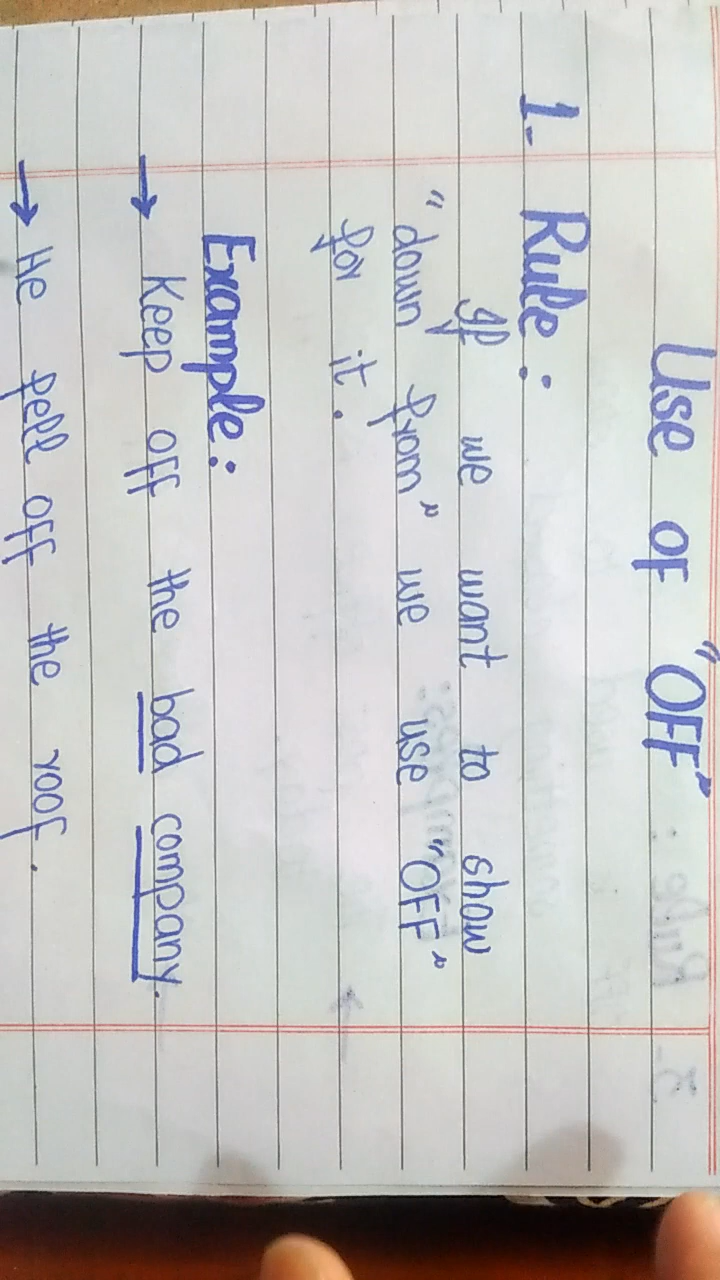 Use OF "OFF"
1. Rule:
If we want to show
"down from" we use "OFF"
for it.
Example:
→ Keep off the bad company.
→ He fell off the roof.